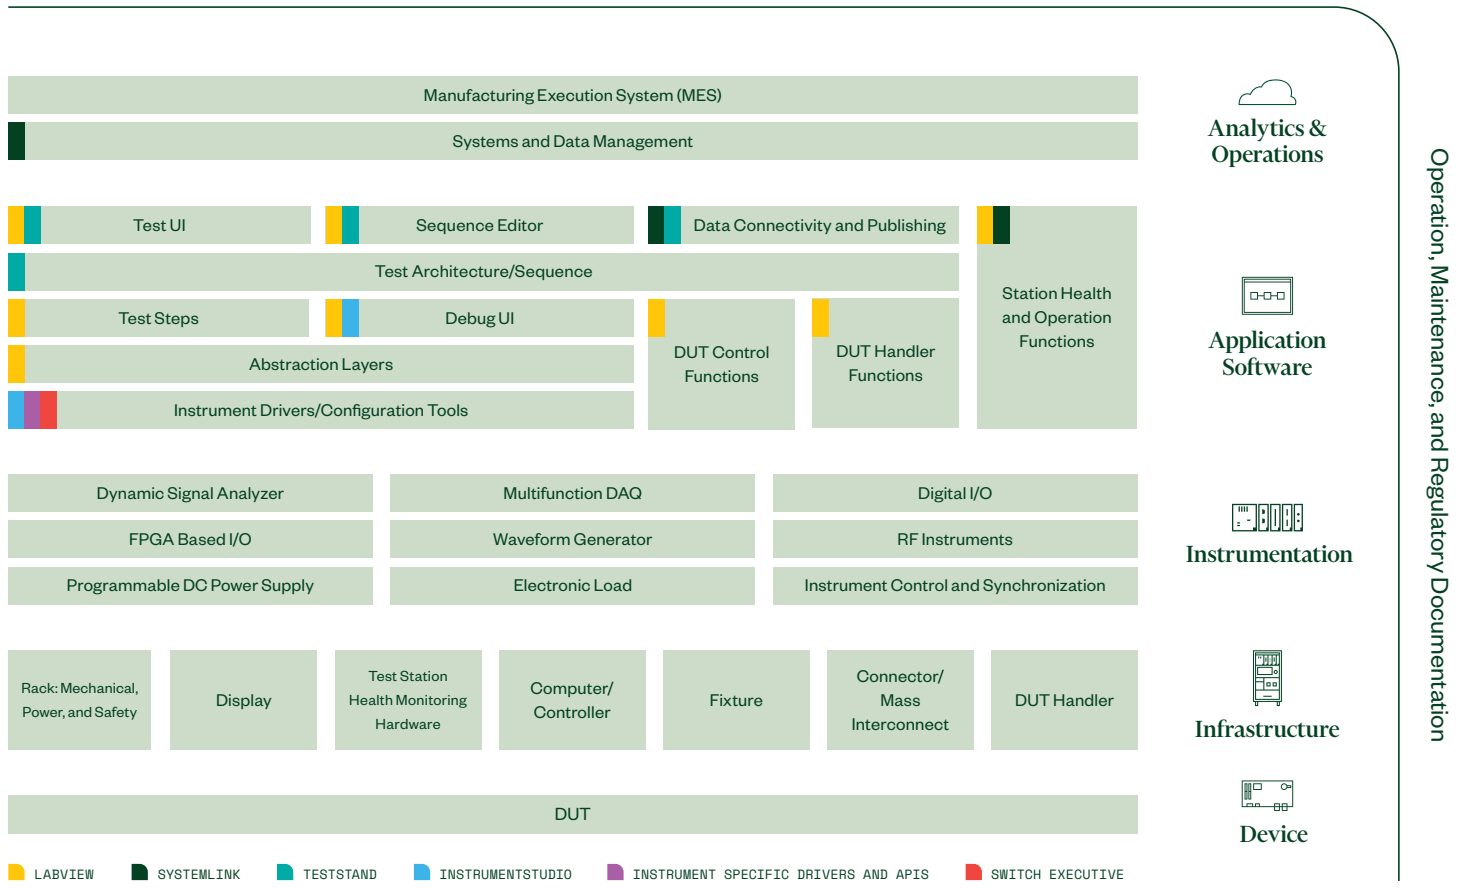 Manufacturing Execution System (MES)
Systems and Data Management
Analytics &
Operations
Test UI
Sequence Editor
Data Connectivity and Publishing
Test Architecture/Sequence
Test Steps
Debug UI
Abstraction Layers
Instrument Drivers/Configuration Tools
DUT Control
Functions
DUT Handler
Functions
Station Health
and Operation
Functions
Application
Software
Dynamic Signal Analyzer
Multifunction DAQ
Digital I/O
FPGA Based I/O
Waveform Generator
RF Instruments
Programmable DC Power Supply
Electronic Load
Instrument Control and Synchronization
Instrumentation
Rack: Mechanical,
Power, and Safety
Display
Test Station
Health Monitoring
Hardware
Computer/
Controller
Fixture
Connector/
Mass
Interconnect
DUT Handler
Infrastructure
DUT
Device
Operation, Maintenance, and Regulatory Documentation
LABVIEW
SYSTEMLINK
TESTSTAND
INSTRUMENTSTUDIO
INSTRUMENT SPECIFIC DRIVERS AND APIS
SWITCH EXECUTIVE